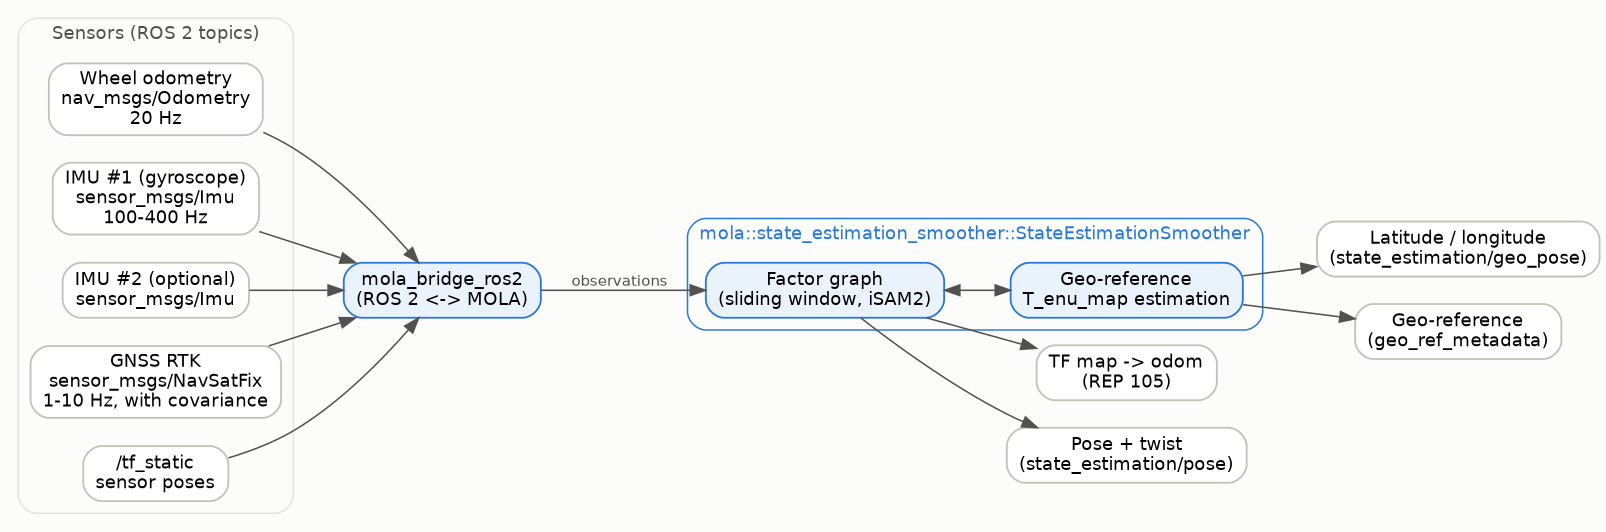 Sensors (ROS 2 topics)
Wheel odometry
nav_msgs/Odometry
20 Hz
IMU #1 (gyroscope)
sensor_msgs/Imu
100-400 Hz
IMU #2 (optional)
sensor_msgs/Imu
GNSS RTK
sensor_msgs/NavSatFix
1-10 Hz, with covariance
/tf_static
sensor poses
mola_bridge_ros2
(ROS 2 <-> MOLA)
observations
mola::state_estimation_smoother::StateEstimationSmoother
Factor graph
(sliding window, iSAM2)
Geo-reference
T_enu_map estimation
TF map -> odom
(REP 105)
Pose + twist
(state_estimation/pose)
Latitude / longitude
(state_estimation/geo_pose)
Geo-reference
(geo_ref_metadata)